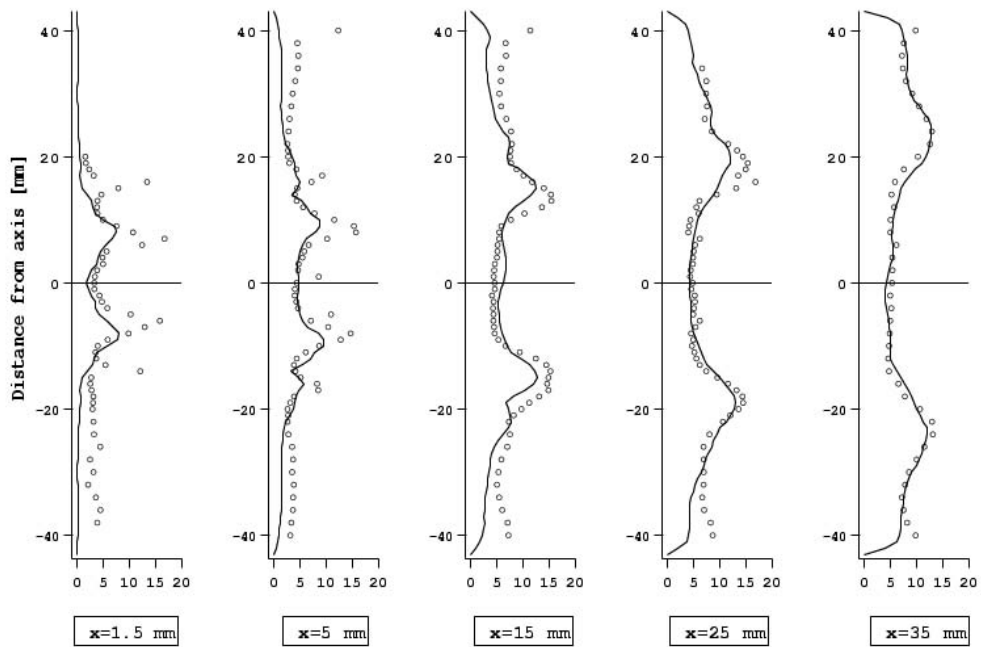 40 40 40 40 40
20 20 20 20 20
Distance from axis [mm]
0 0 0 0 0
-20 -20 -20 -20 -20
-40 -40 -40 -40 -40
0 5 10 15 20 0 5 10 15 20 0 5 10 15 20 0 5 10 15 20 0 5 10 15 20
x=1.5 mm x=5 mm x=15 mm x=25 mm x=35 mm